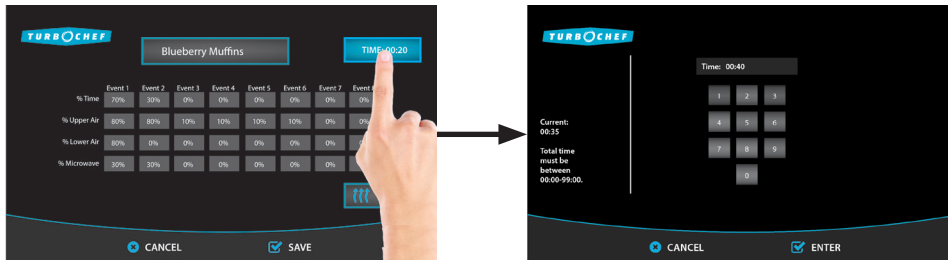 TURBOCHEF
Blueberry Muffins
TIME: 00:20
Event 1 Event 2 Event 3 Event 4 Event 5 Event 6 Event 7 Event
% Time 70% 30% 0% 0% 0% 0% 0% 0%
% Upper Air 80% 80% 10% 10% 10% 10% 0% 0%
% Lower Air 80% 0% 0% 0% 0% 0% 0%
% Microwave 30% 30% 0% 0% 0% 0% 0%
CANCEL
SAVE
TURBOCHEF
Time: 00:40
1 2 3
4 5 6
7 8 9
0
Current:
00:35
Total time
must be
between
00:00-99:00.
CANCEL
ENTER